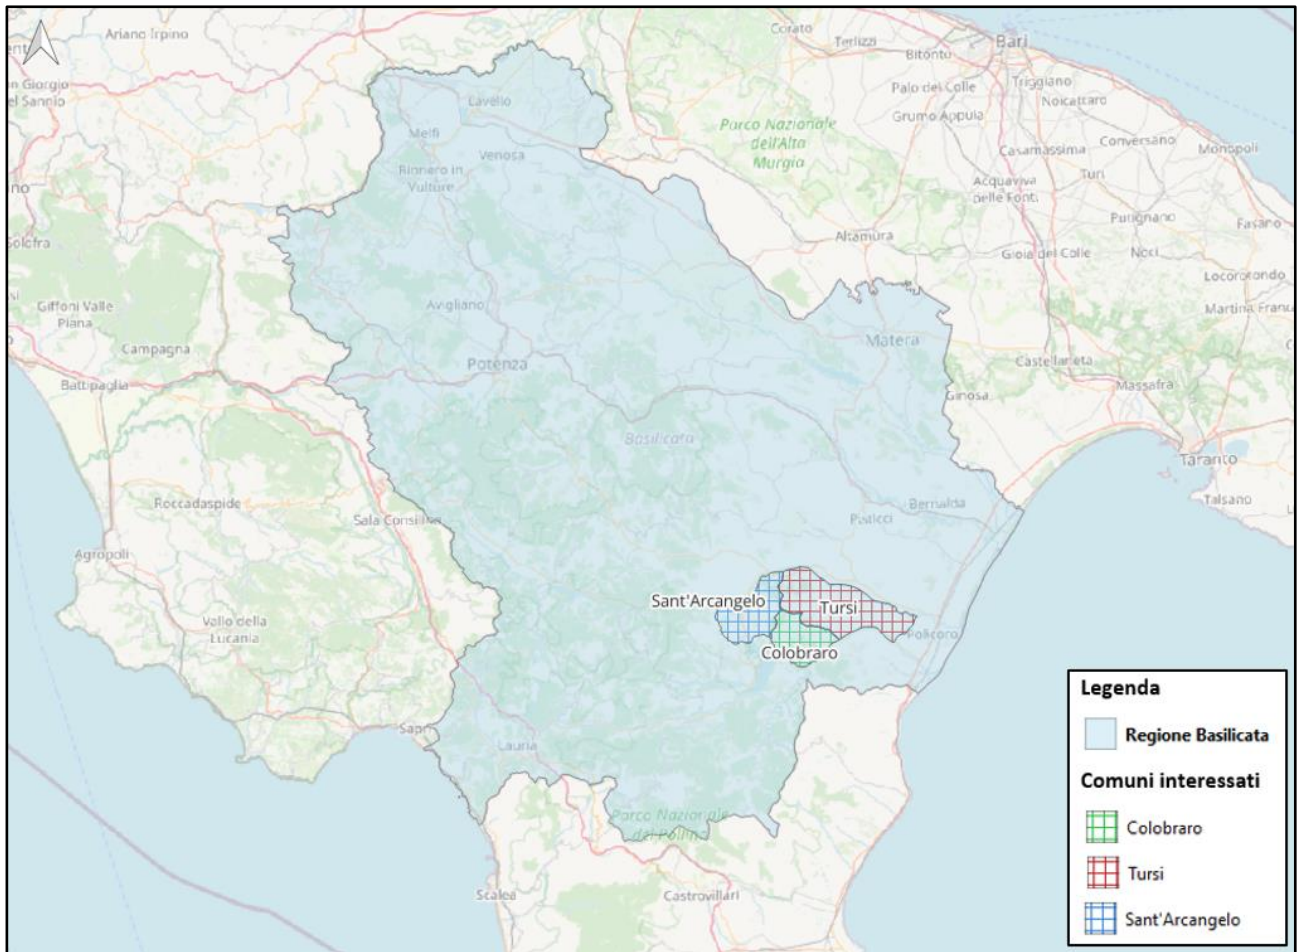 Ariano Irpino
Corato
Terlizzi
Bari
Bitonto
San Giorgio
del Sannio
Palo del Colle
Triggiano
Noicattaro
Lavello
Grumo Appula
Parco Nazionale
dell'Alta
Murgia
Melfi
Venosa
Casamassima
Conversano
Monopoli
Rionero in
Vulture
Acquaviva
delle Fonti
Turi
Putignano
Fasano
Solofra
Altamura
Gioia del Colle
Noci
Locorotondo
Giffoni Valle
Piana
Avigliano
Martina Franc
Campagna
Matera
Potenza
Castellaneta
Battipaglia
Massafra
Ginosa
Basilicata
Taranto
Roccadaspide
Sala Consilina
Bernalda
Pisticci
Talsano
Agropoli
Sant'Arcangelo
Tursi
Vallo della
Lucania
Policoro
Colobraro
Sapri
Lauria
Parco Nazionale
del Pollino
Scalea
Castrovillari
Legenda
Regione Basilicata
Comuni interessati
Colobraro
Tursi
Sant'Arcangelo